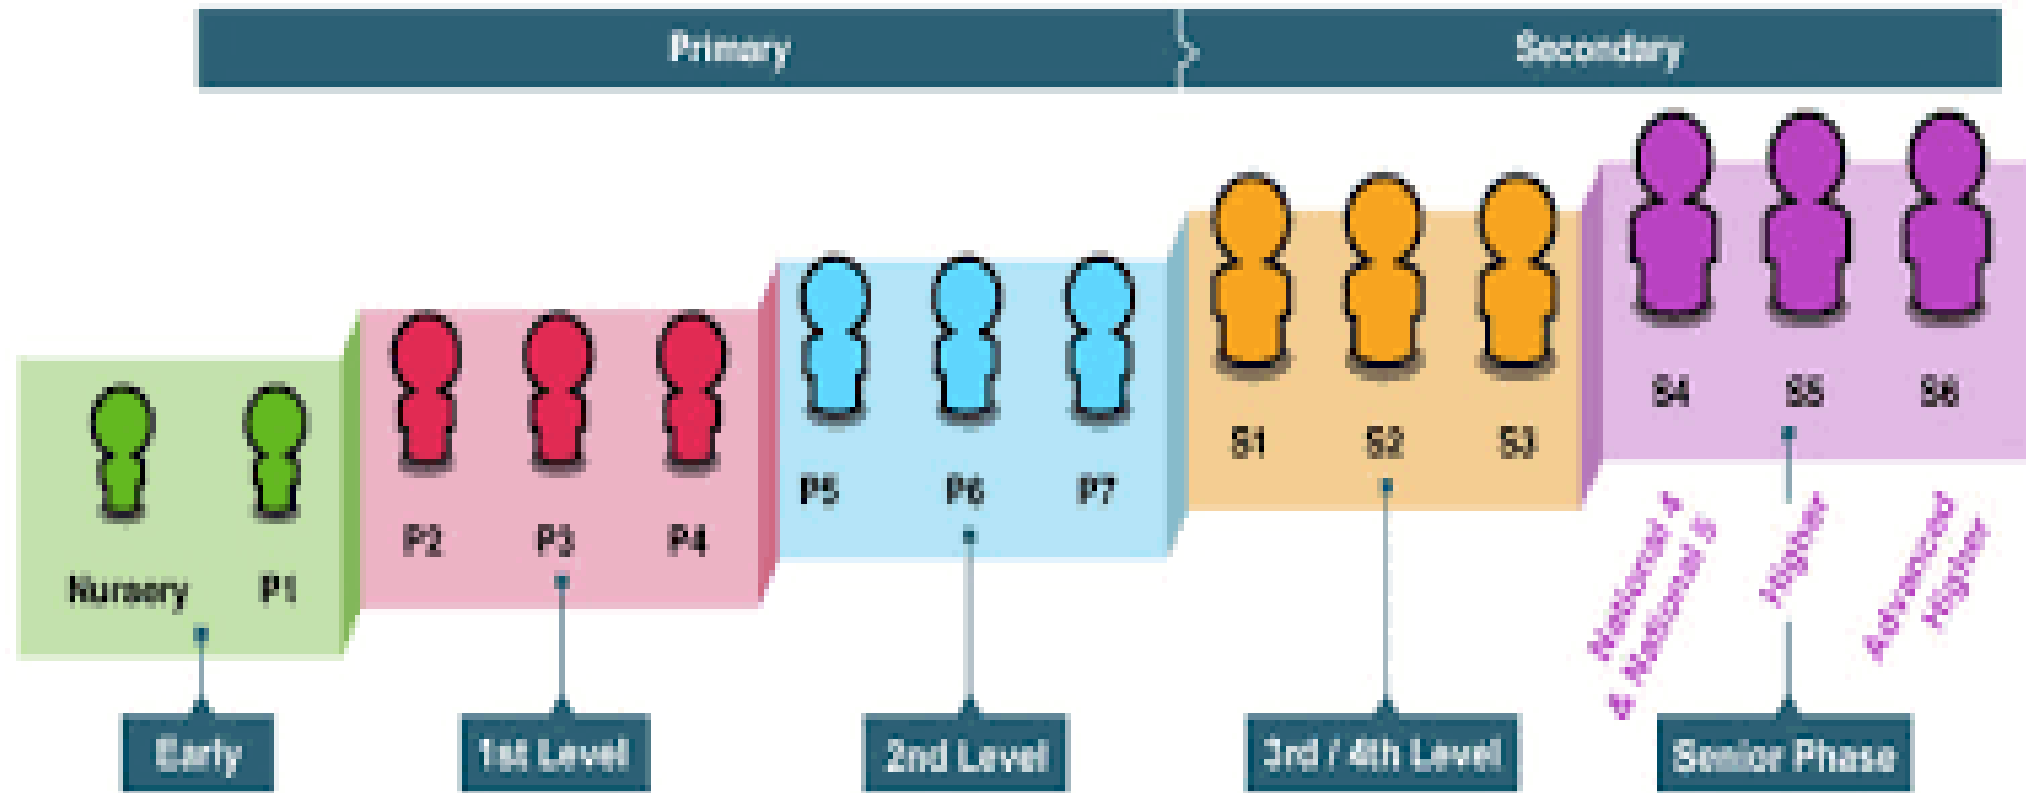 Primary
Secondary
Nursery
P1
P2
P3
P4
P5
P6
P7
S1
S2
S3
S4
S5
S6
National 4
& National 5
Higher
Advanced
Higher
Early
1st Level
2nd Level
3rd / 4th Level
Senior Phase